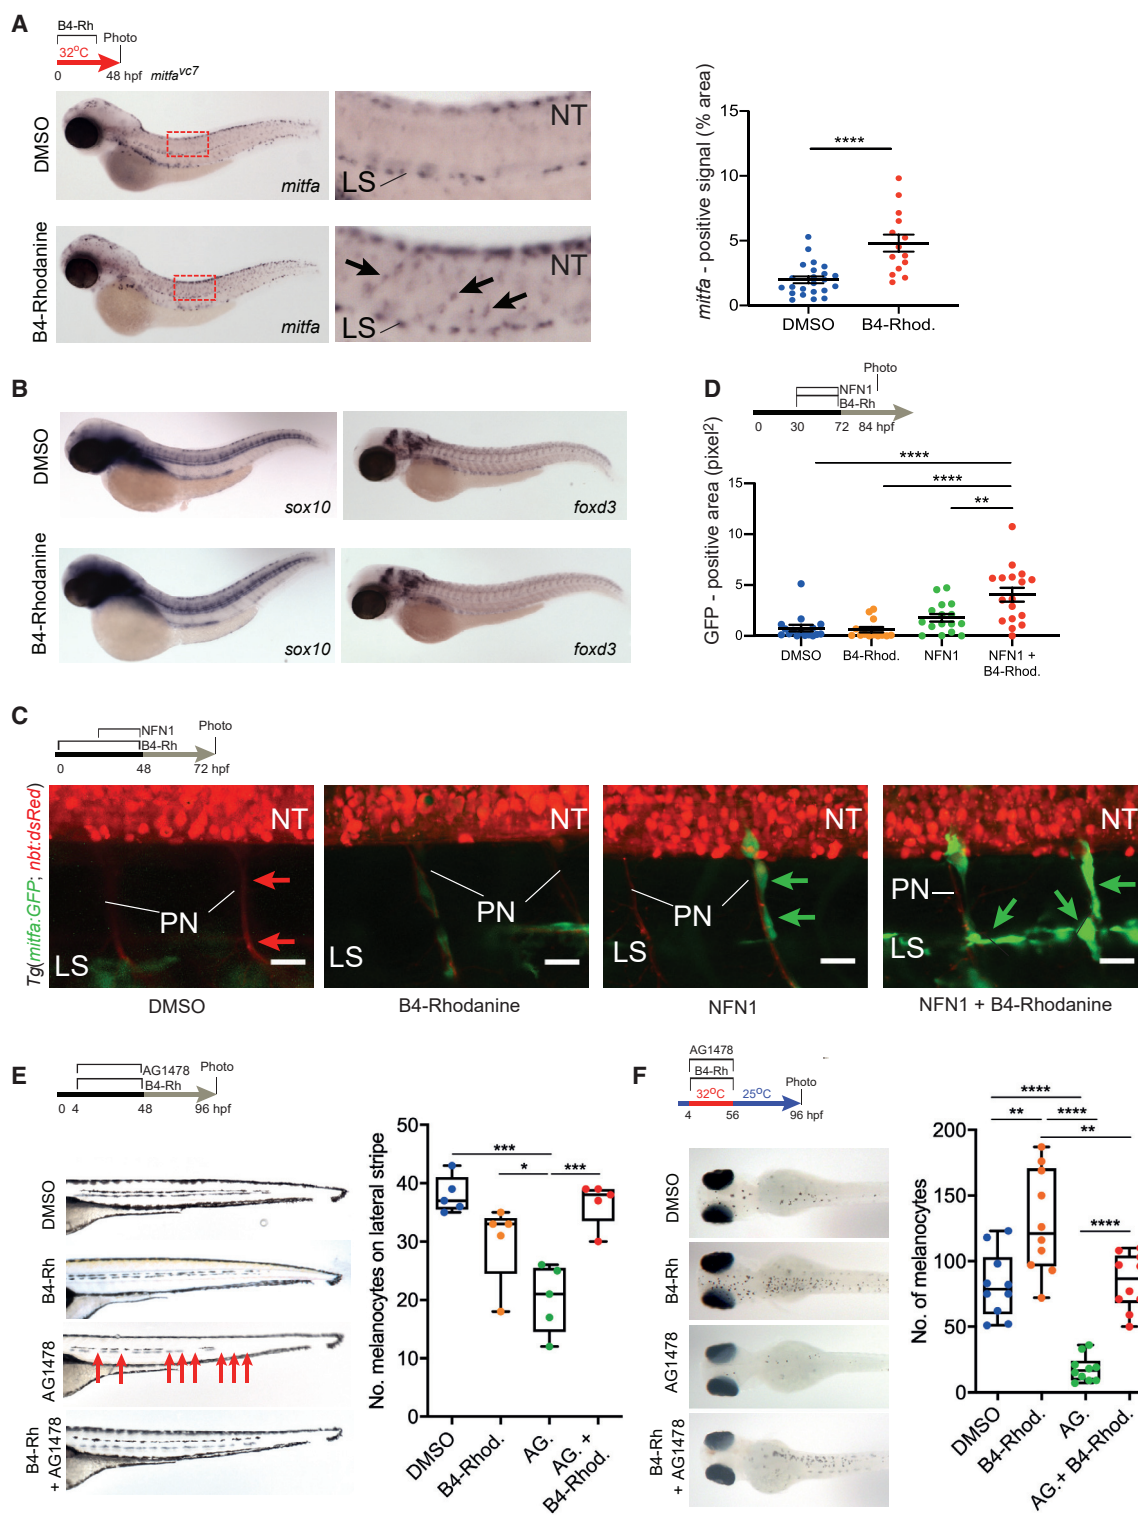 A
B4-Rh
Photo
32°C
0
48 hpf
mitfa^vc7
DMSO
mitfa
NT
LS
B4-Rhodanine
mitfa
NT
LS
mitfa - positive signal (% area)
15
10
5
0
****
DMSO
B4-Rhod.
B
DMSO
sox10
foxd3
B4-Rhodanine
sox10
foxd3
D
Photo
NFN1
B4-Rh
0
30
72
84 hpf
GFP - positive area (pixel²)
15
10
5
0
****
****
**
DMSO
B4-Rhod.
NFN1
NFN1 +
B4-Rhod.
C
NFN1
B4-Rh
Photo
0
48
72 hpf
Tg(mitfa:GFP; nbt:dsRed)
NT
PN
LS
DMSO
NT
PN
LS
B4-Rhodanine
NT
PN
LS
NFN1
NT
PN
LS
NFN1 + B4-Rhodanine
E
AG1478
B4-Rh
Photo
0 4
48
96 hpf
DMSO
B4-Rh
AG1478
B4-Rh
+ AG1478
No. melanocytes on lateral stripe
50
40
30
20
10
0
***
*
***
DMSO
B4-Rhod.
AG.
AG. +
B4-Rhod.
F
AG1478
B4-Rh
Photo
32°C
25°C
4
56
96 hpf
DMSO
B4-Rh
AG1478
B4-Rh
+ AG1478
No. of melanocytes
200
150
100
50
0
****
**
****
**
****
DMSO
B4-Rhod.
AG.
AG.+ B4-Rhod.